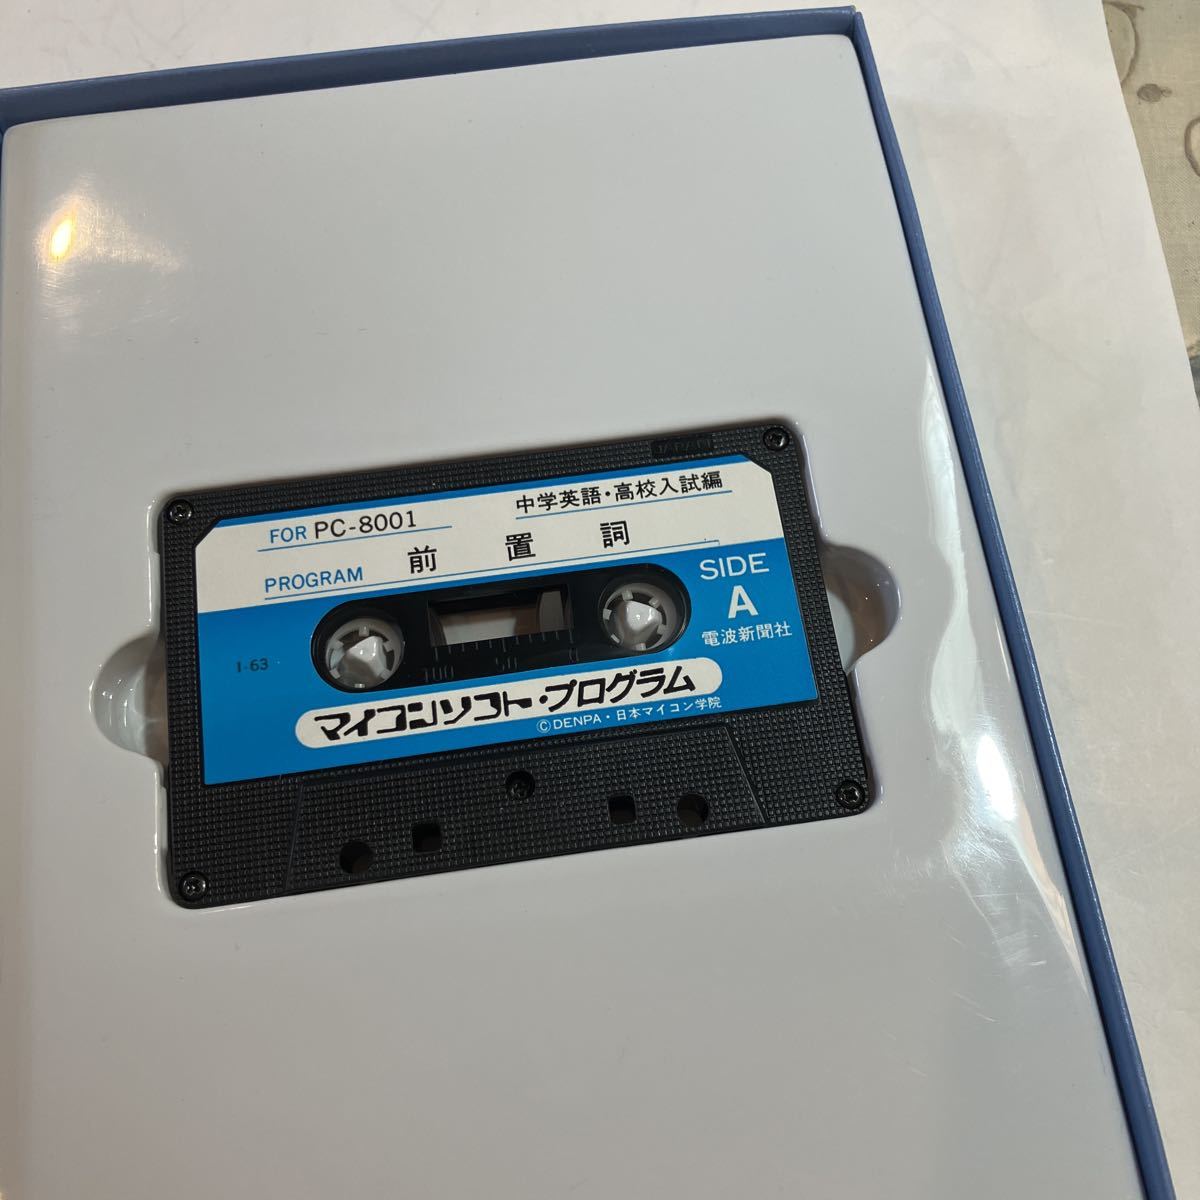 JAPAN
FOR PC-8001
中学英語・高校入試編
PROGRAM 前置詞
SIDE
A
電波新聞社
I-63
100 50 0
マイコンソフト・プログラム
©DENPA・日本マイコン学院